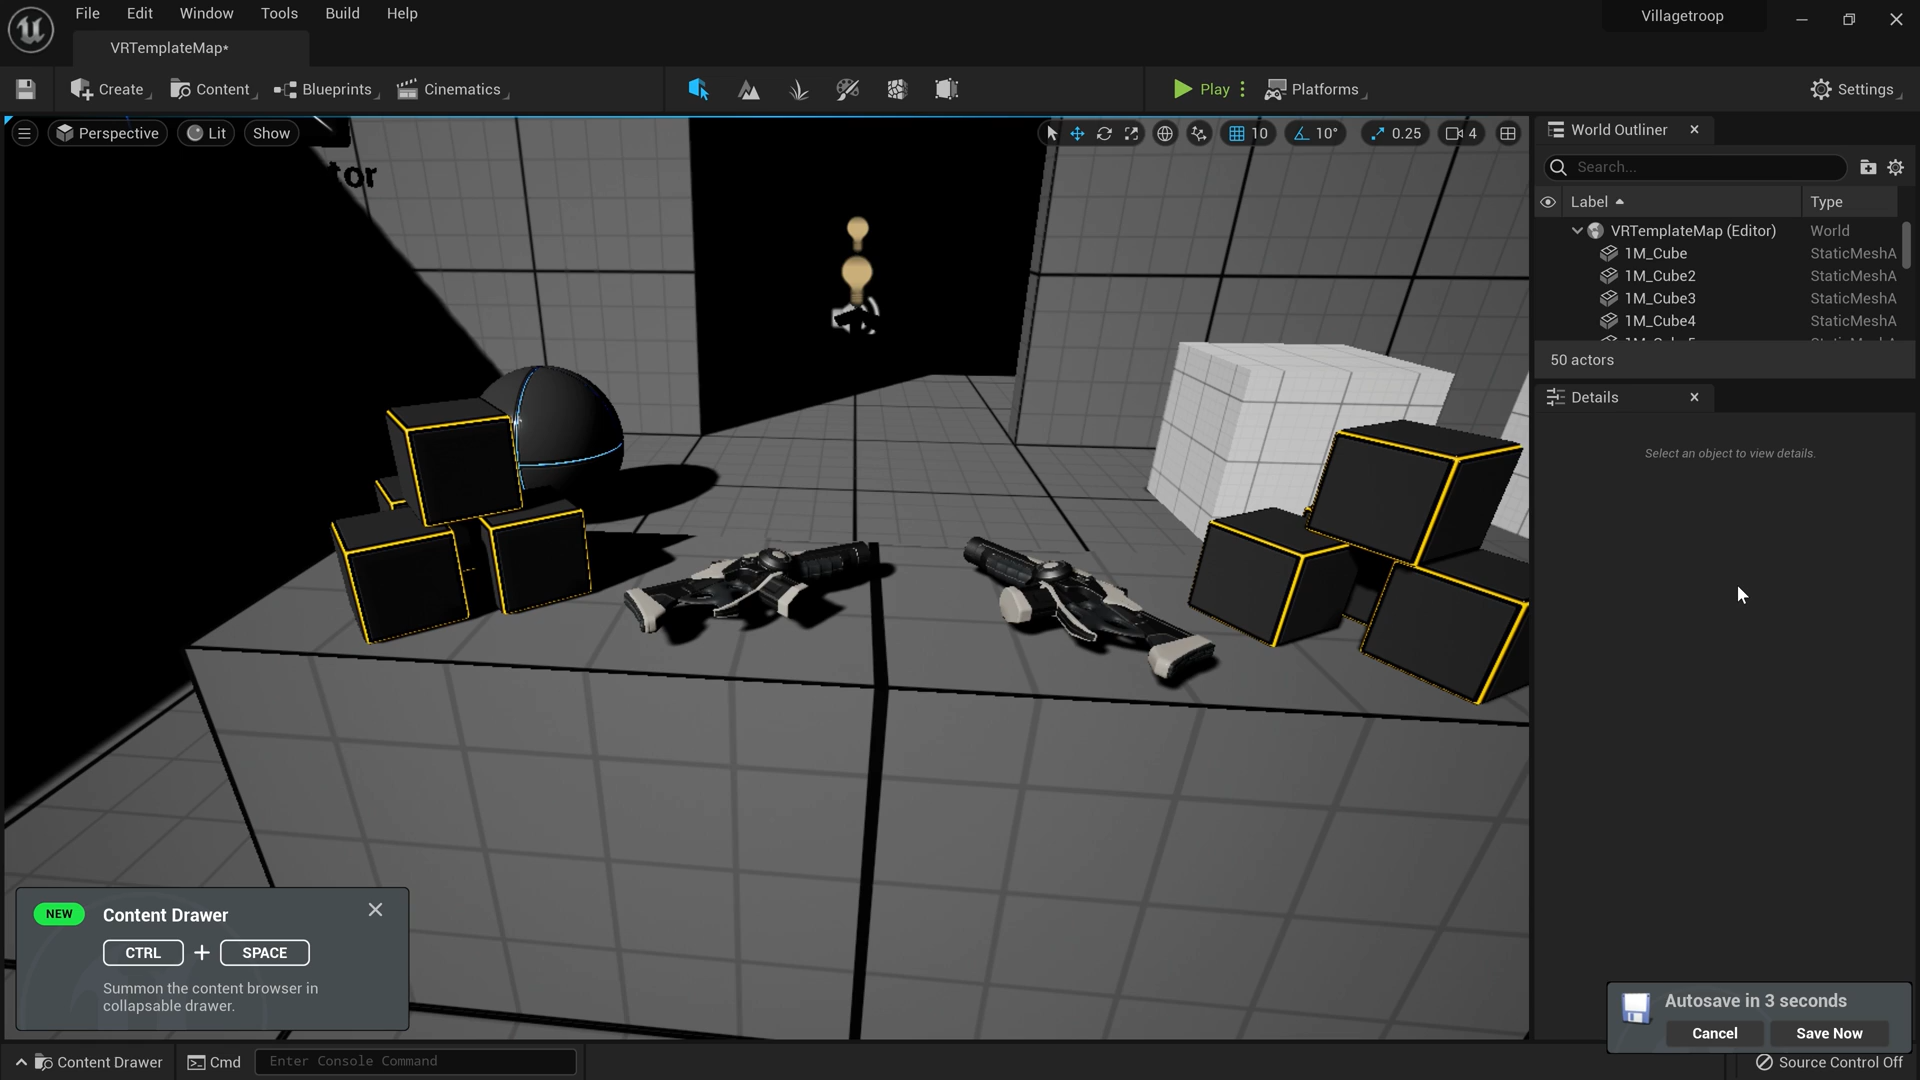 File Edit Window Tools Build Help
Villagetroop
VRTemplateMap*
Create Content Blueprints Cinematics
Play Platforms
Settings
Perspective Lit Show
10 10° 0.25 4
tor
World Outliner
Search...
Label Type
VRTemplateMap (Editor) World
1M_Cube StaticMeshA
1M_Cube2 StaticMeshA
1M_Cube3 StaticMeshA
1M_Cube4 StaticMeshA
50 actors
Details
Select an object to view details.
NEW Content Drawer
CTRL + SPACE
Summon the content browser in
collapsable drawer.
Autosave in 3 seconds
Cancel Save Now
Content Drawer Cmd Enter Console Command
Source Control Off